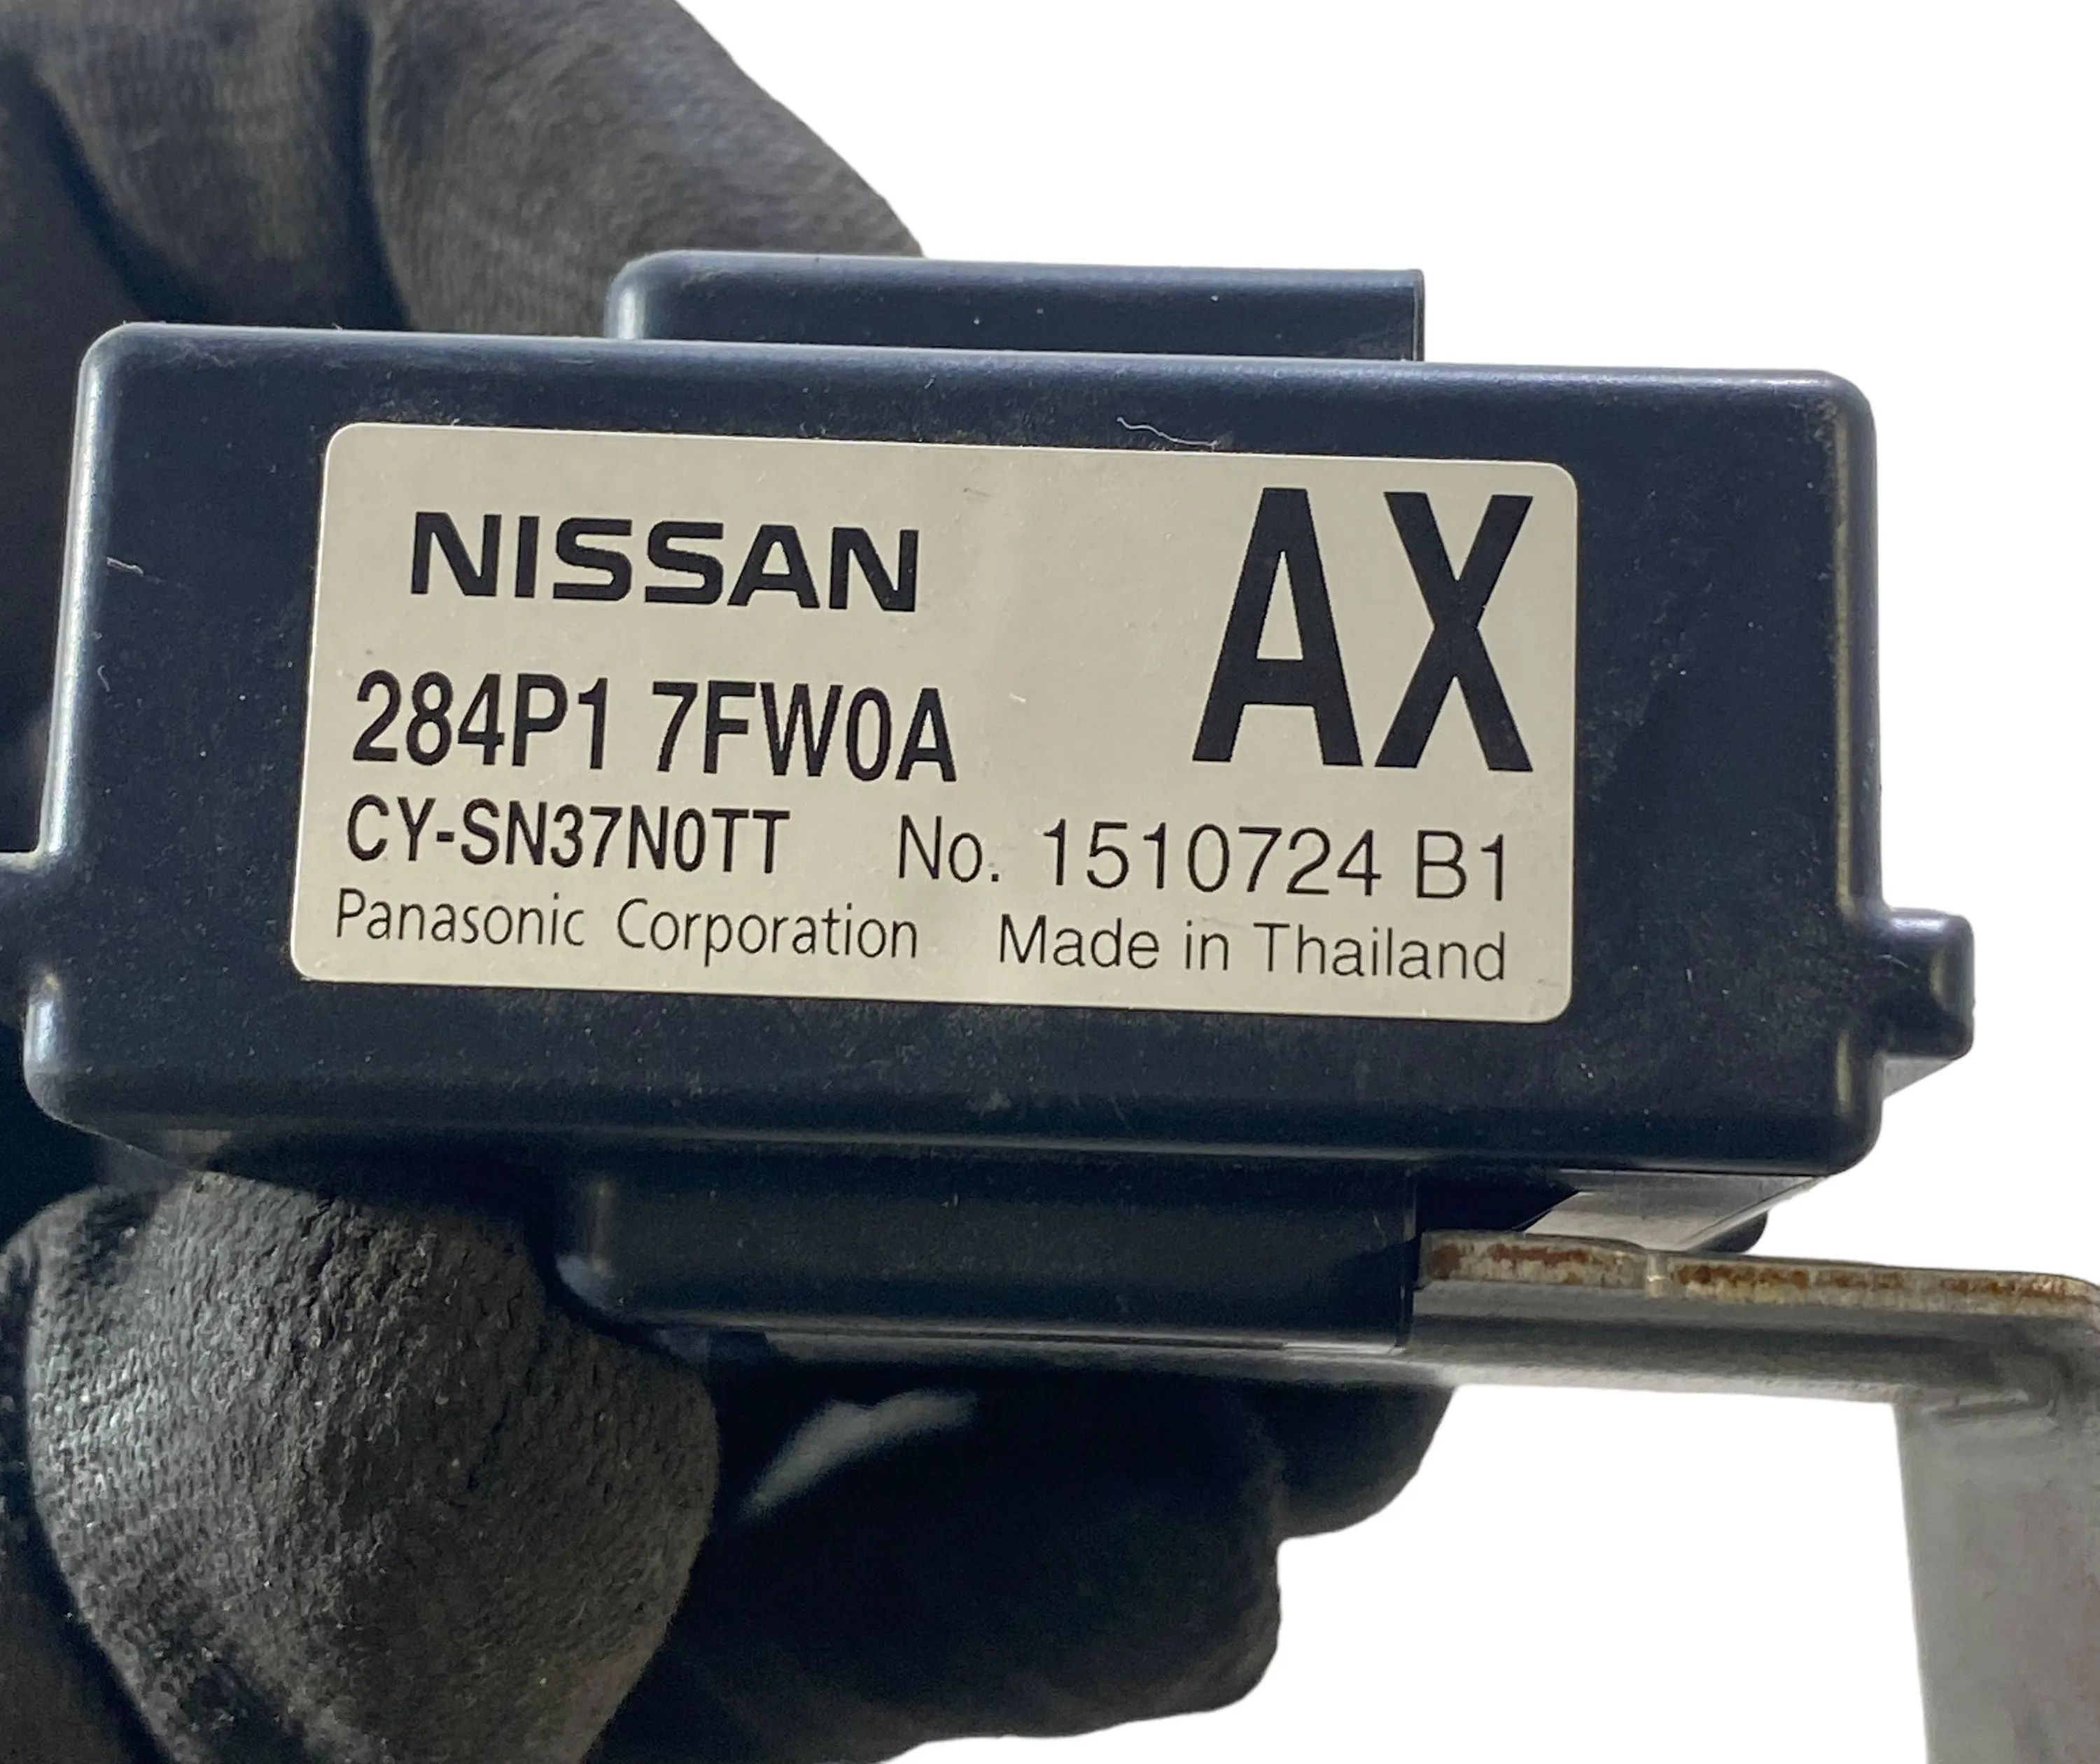 NISSAN
AX
284P1 7FW0A
CY-SN37N0TT No. 1510724 B1
Panasonic Corporation Made in Thailand